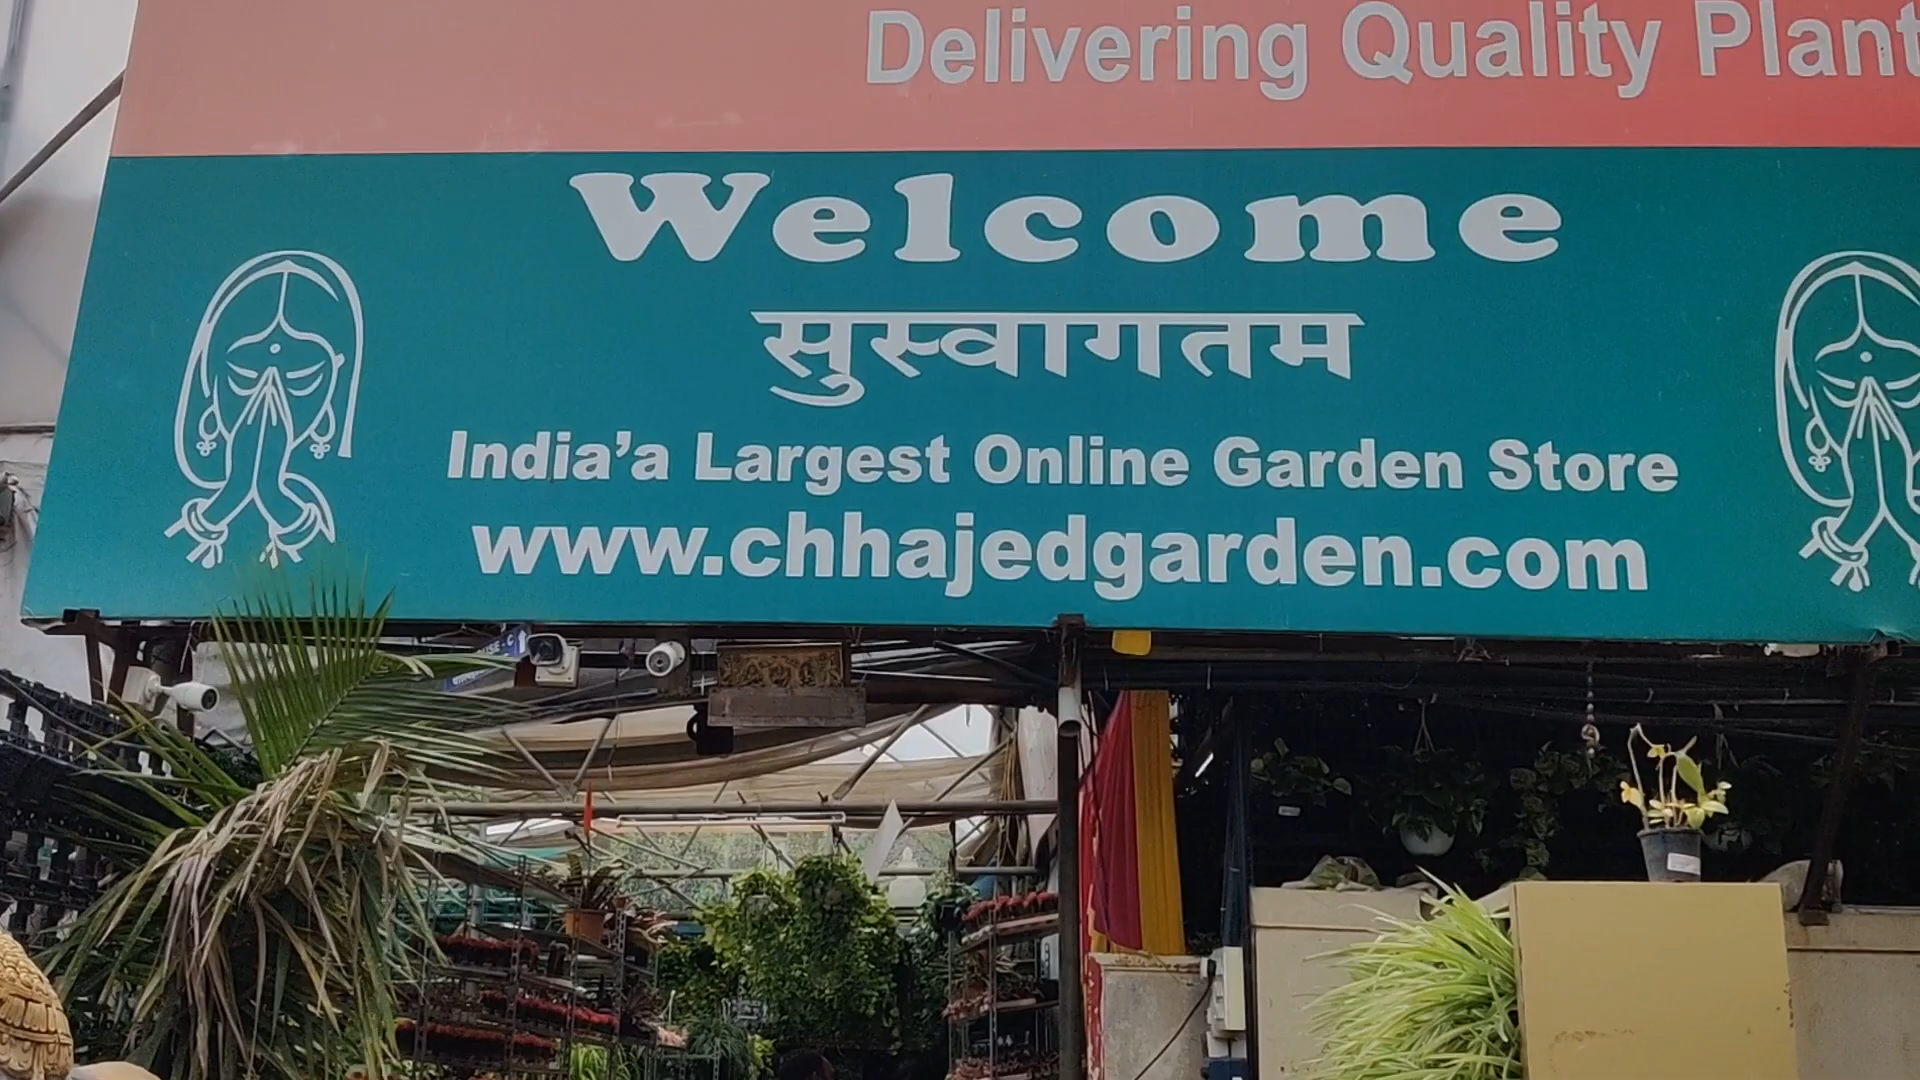 Delivering Quality Plant
Welcome
सुस्वागतम
India'a Largest Online Garden Store
www.chhajedgarden.com